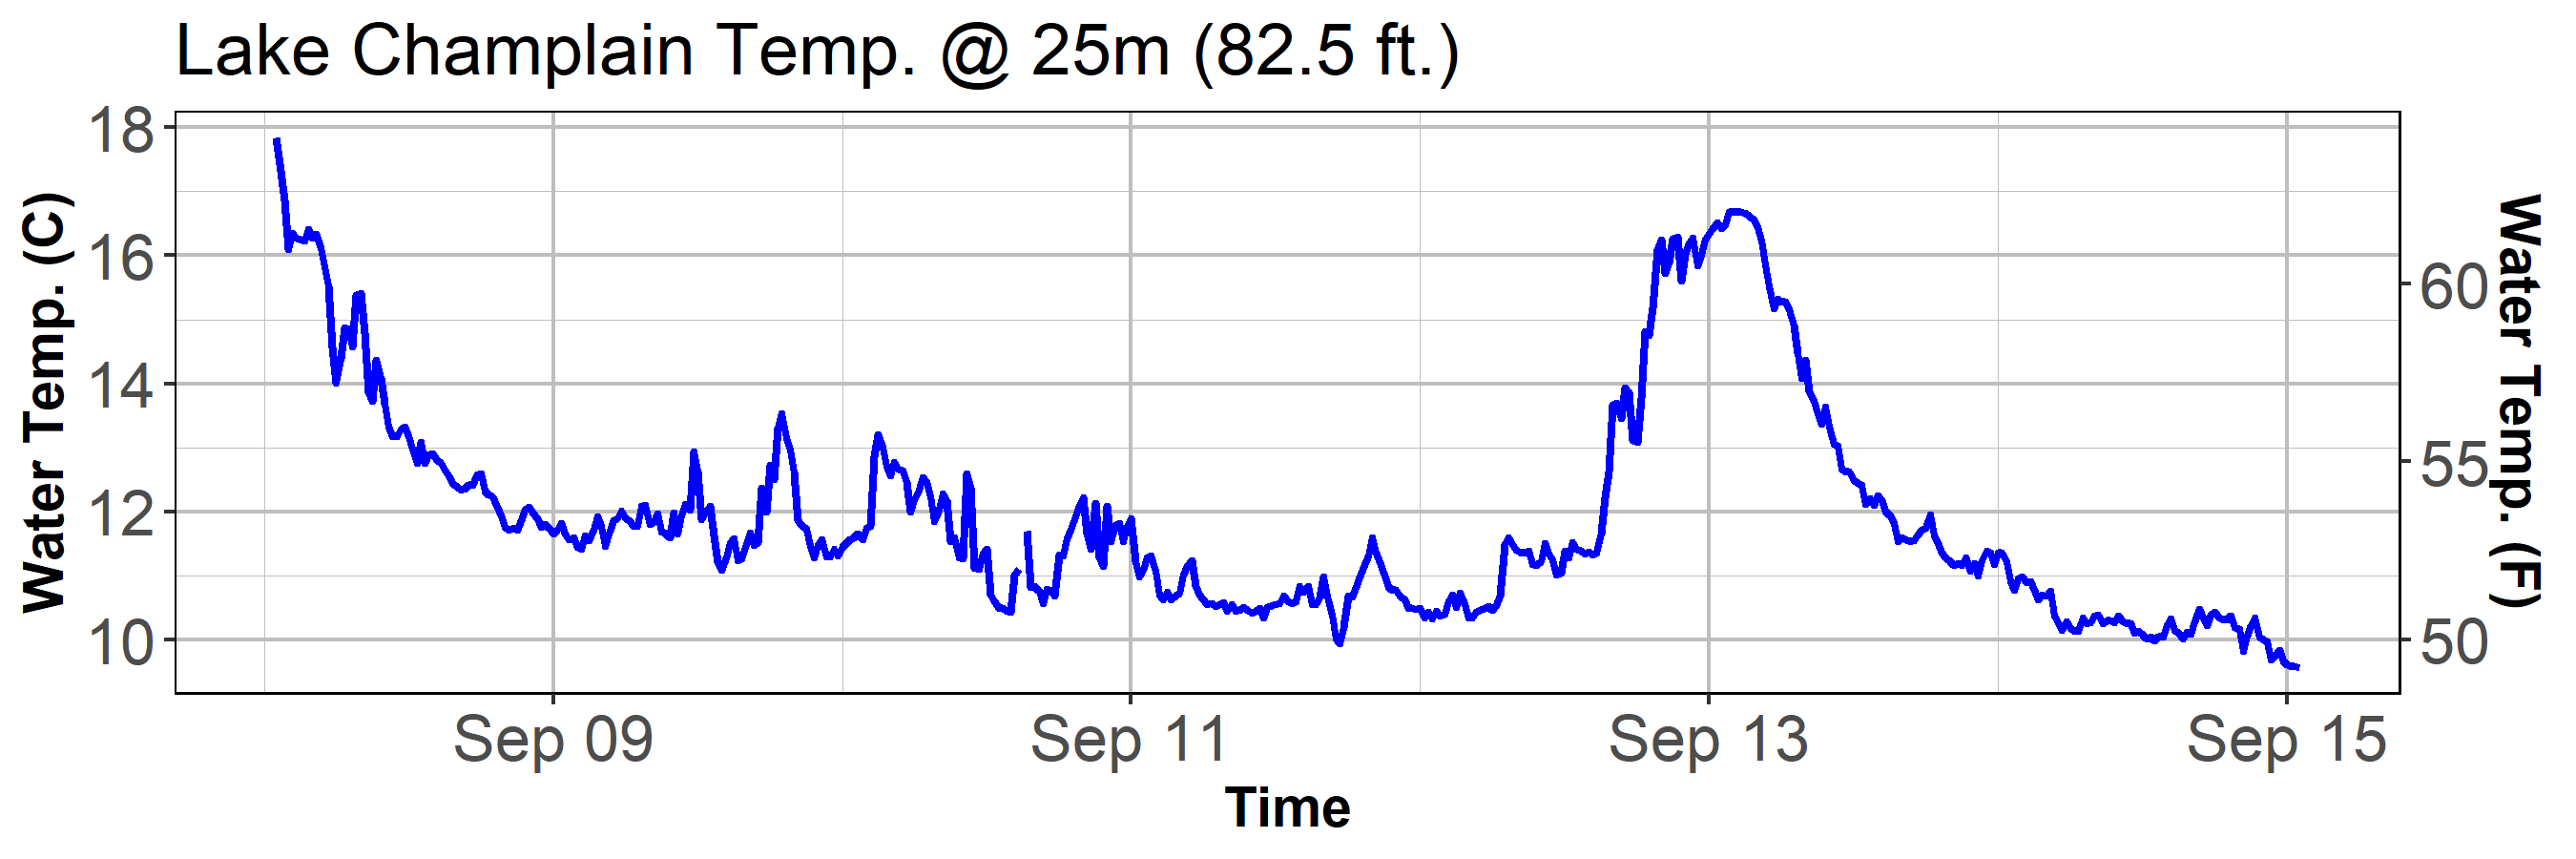 Lake Champlain Temp. @ 25m (82.5 ft.)
Water Temp. (C)
18
16
14
12
10
60
55
50
Water Temp. (F)
Sep 09
Sep 11
Sep 13
Sep 15
Time